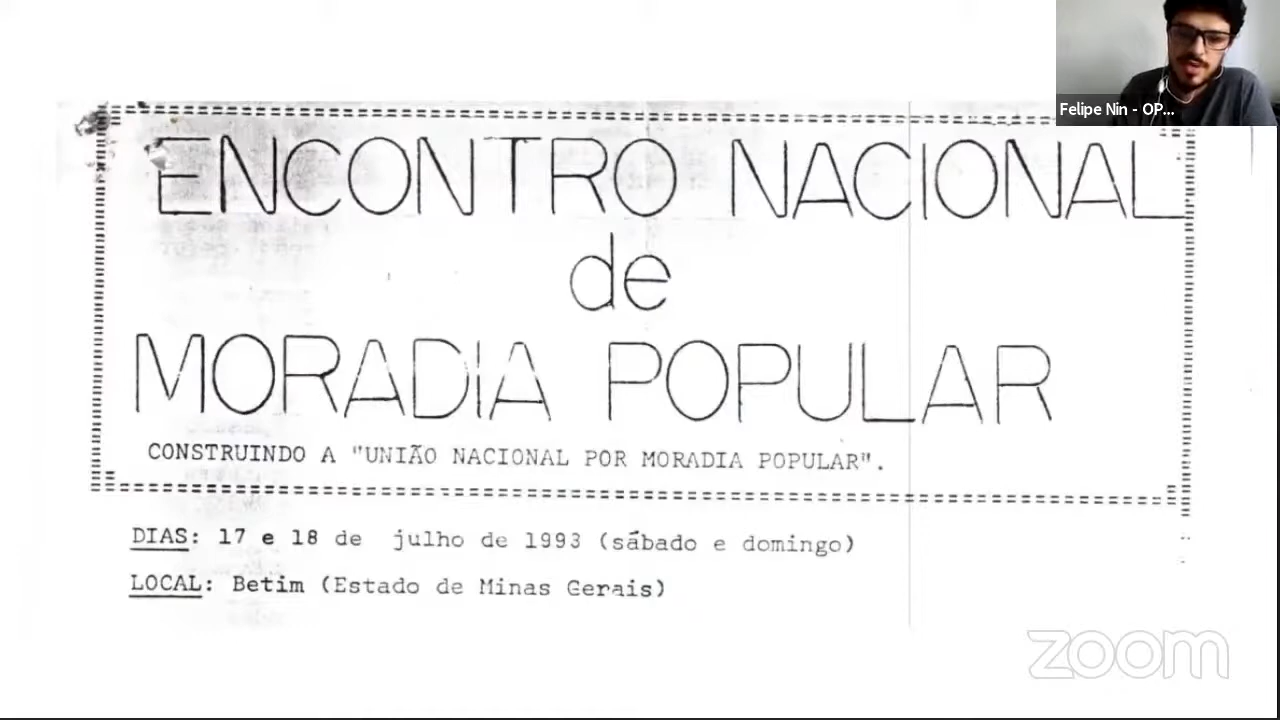 Felipe Nin - OP...
ENCONTRO NACIONAL
de
MORADIA POPULAR
CONSTRUINDO A "UNIÃO NACIONAL POR MORADIA POPULAR".
DIAS: 17 e 18 de julho de 1993 (sábado e domingo)
LOCAL: Betim (Estado de Minas Gerais)
zoom